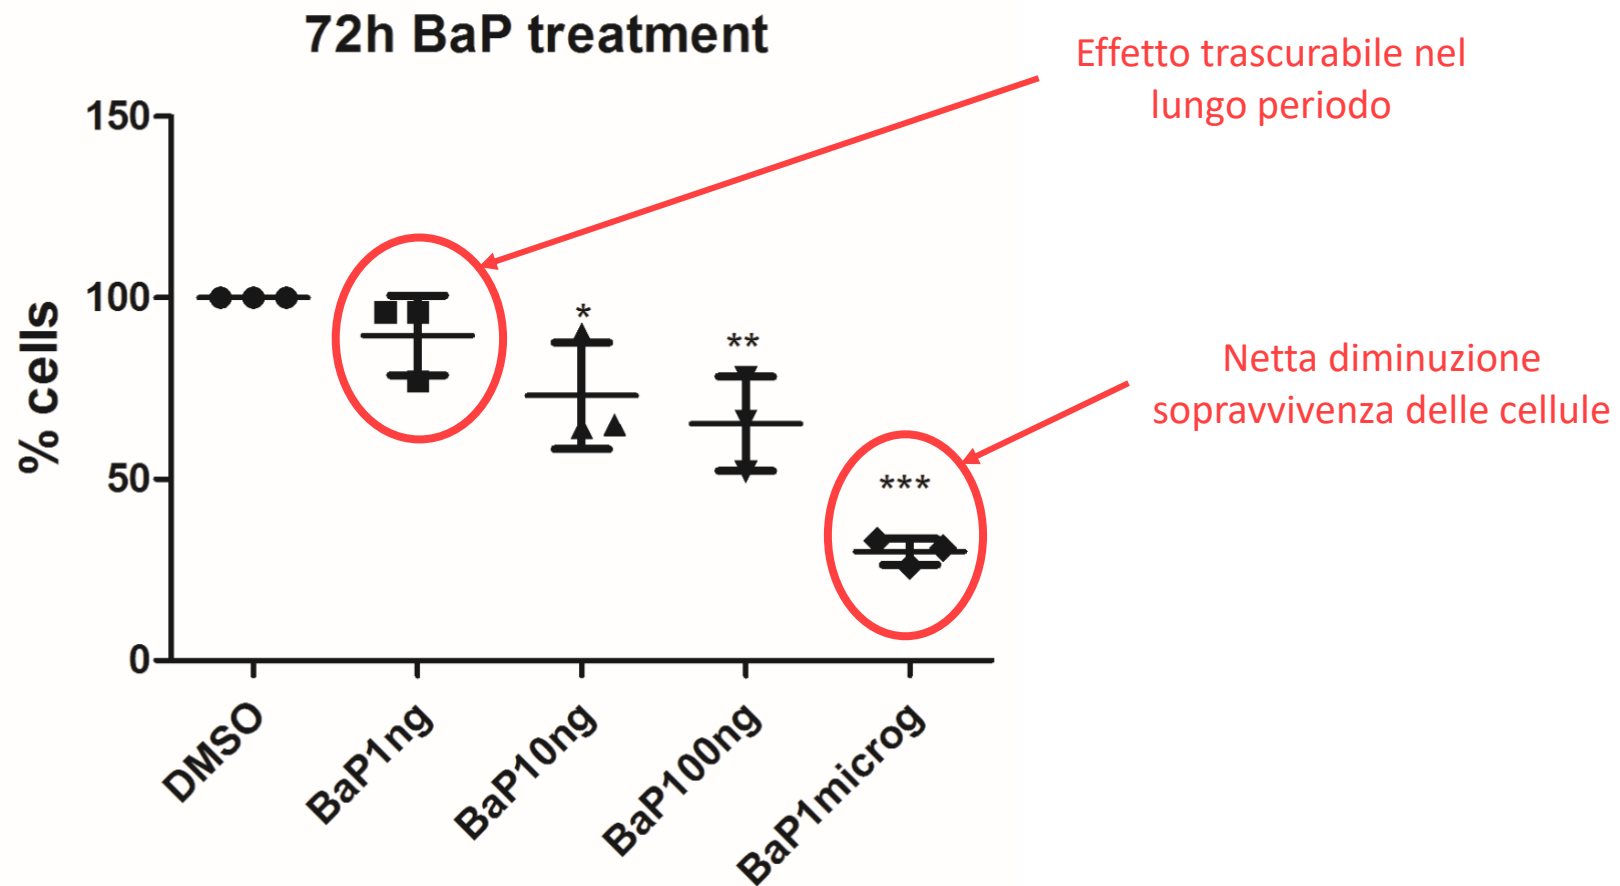 72h BaP treatment
Effetto trascurabile nel
lungo periodo
150
100
50
0
% cells
*
**
***
Netta diminuzione
sopravvivenza delle cellule
DMSO
BaP1ng
BaP10ng
BaP100ng
BaP1microg